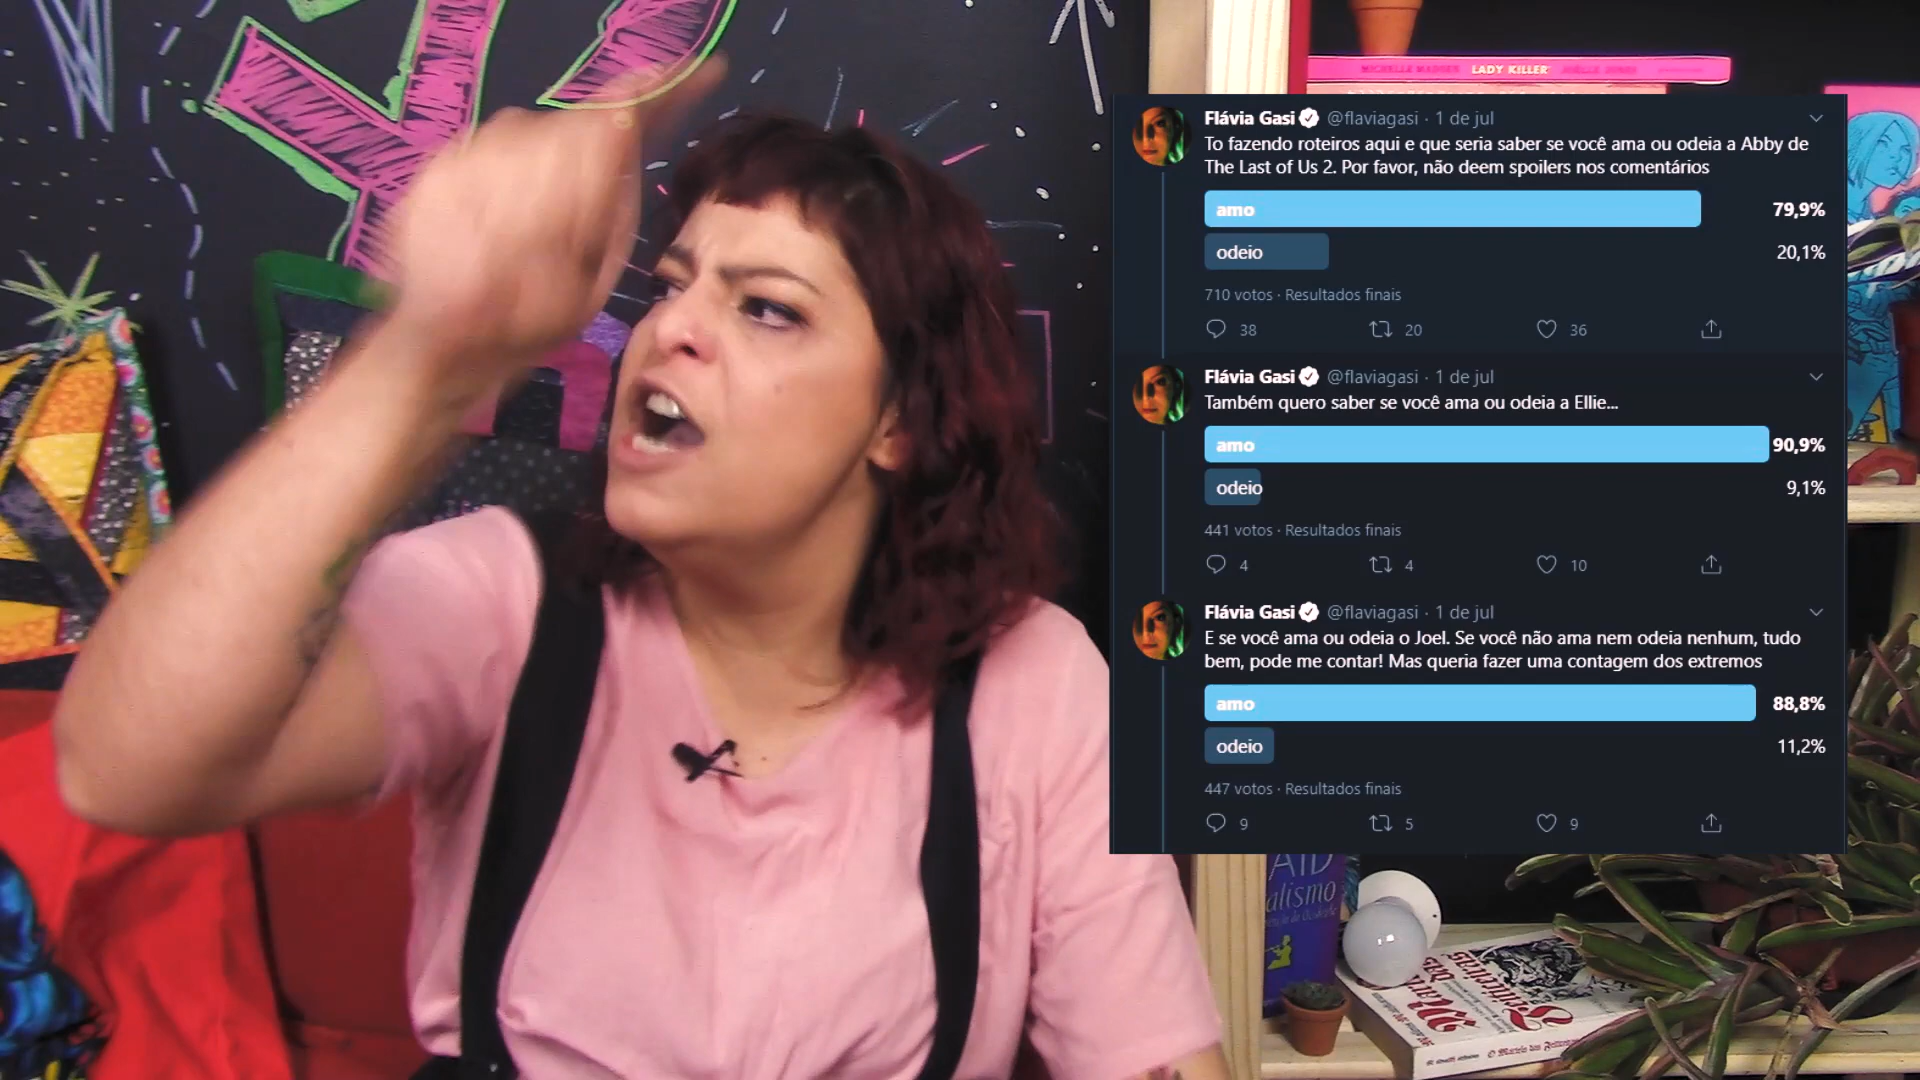 LADY KILLER
Flávia Gasi @flaviagasi · 1 de jul
To fazendo roteiros aqui e que seria saber se você ama ou odeia a Abby de
The Last of Us 2. Por favor, não deem spoilers nos comentários
amo 79,9%
odeio 20,1%
710 votos · Resultados finais
38 20 36
Flávia Gasi @flaviagasi · 1 de jul
Também quero saber se você ama ou odeia a Ellie...
amo 90,9%
odeio 9,1%
441 votos · Resultados finais
4 4 10
Flávia Gasi @flaviagasi · 1 de jul
E se você ama ou odeia o Joel. Se você não ama nem odeia nenhum, tudo
bem, pode me contar! Mas queria fazer uma contagem dos extremos
amo 88,8%
odeio 11,2%
447 votos · Resultados finais
9 5 9
alismo
das
Feiticeiras